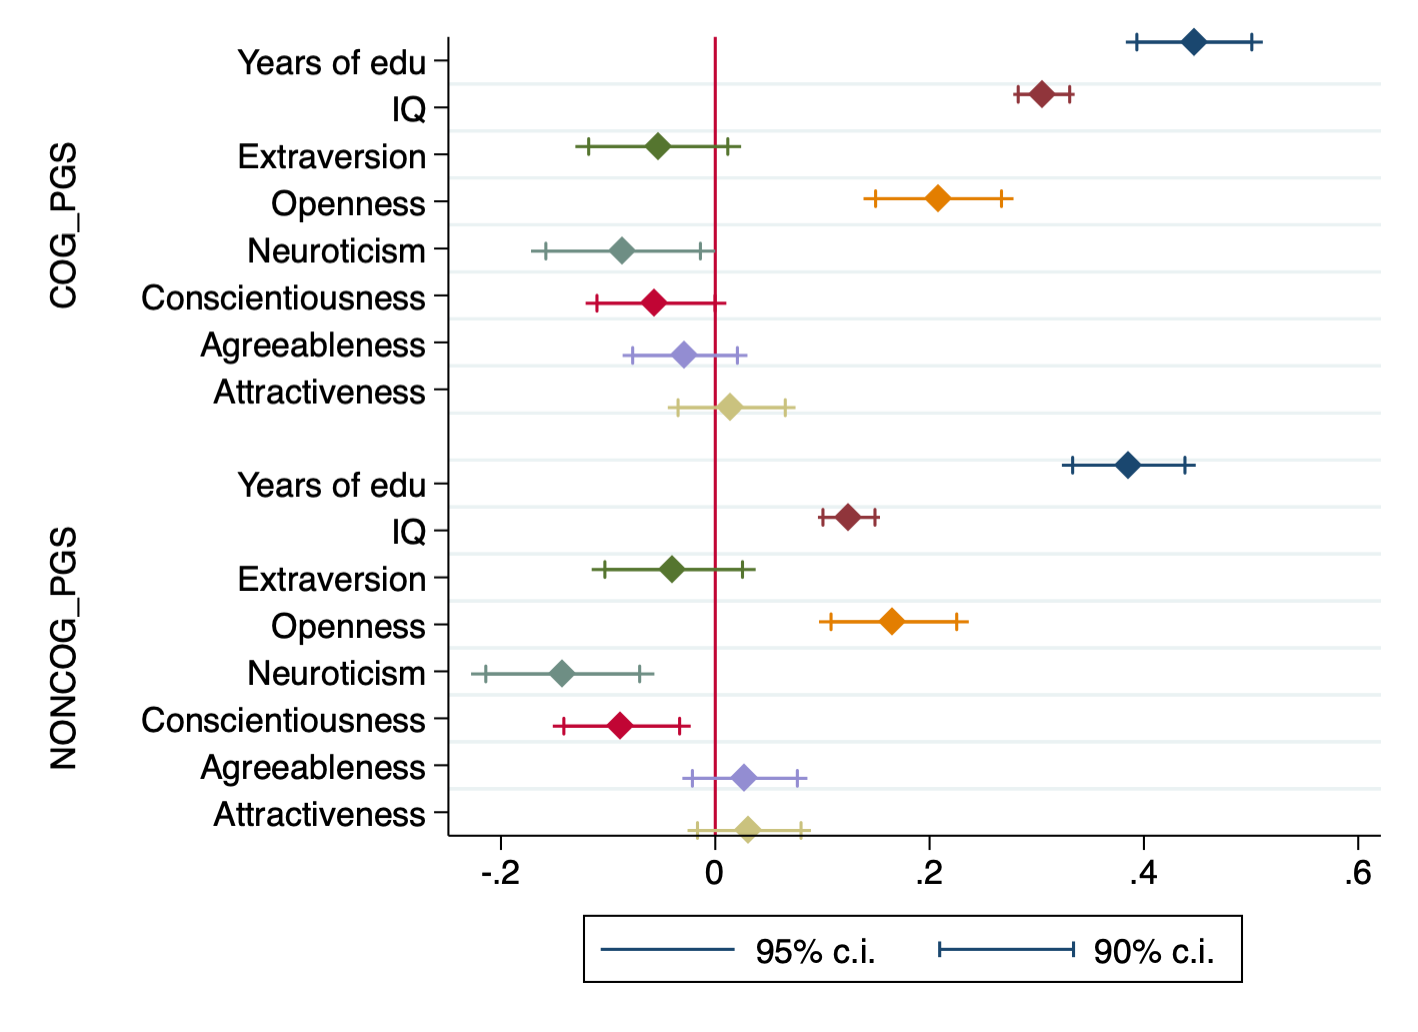 COG_PGS
Years of edu
IQ
Extraversion
Openness
Neuroticism
Conscientiousness
Agreeableness
Attractiveness
NONCOG_PGS
Years of edu
IQ
Extraversion
Openness
Neuroticism
Conscientiousness
Agreeableness
Attractiveness
-.2 0 .2 .4 .6
95% c.i. 90% c.i.